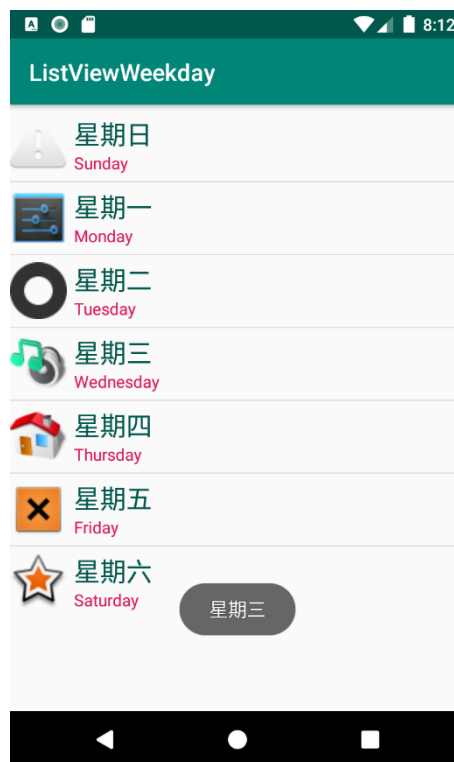 8:12
ListViewWeekday
星期日
Sunday
星期一
Monday
星期二
Tuesday
星期三
Wednesday
星期四
Thursday
星期五
Friday
星期六
Saturday
星期三